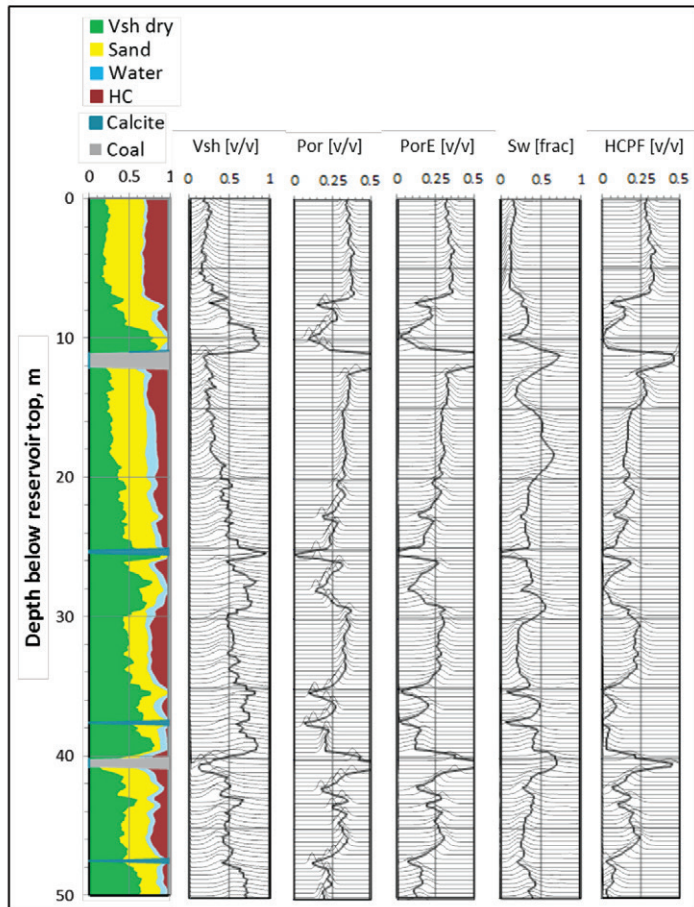 Vsh dry
Sand
Water
HC
Calcite
Coal
Vsh [v/v] Por [v/v] PorE [v/v] Sw [frac] HCPF [v/v]
0 0.5 1 0 0.5 1 0 0.25 0.5 0 0.25 0.5 0 0.5 1 0 0.25 0.5
0
10
20
30
40
50
Depth below reservoir top, m